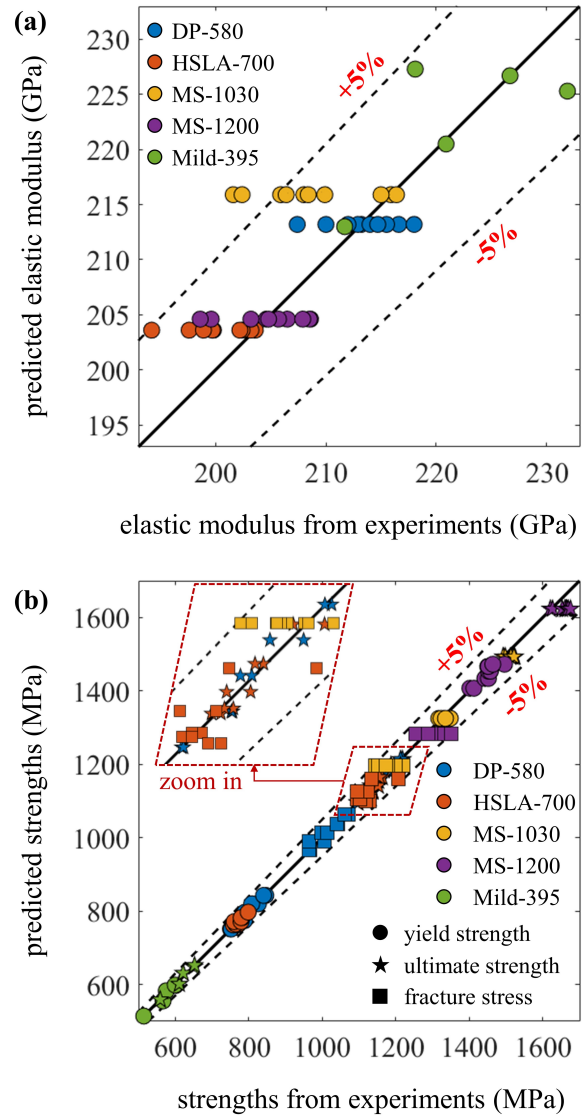 (a)
DP-580
HSLA-700
MS-1030
MS-1200
Mild-395
+5%
-5%
230
225
220
215
210
205
200
195
200 210 220 230
predicted elastic modulus (GPa)
elastic modulus from experiments (GPa)
(b)
+5%
-5%
zoom in
1600
1400
1200
1000
800
600
DP-580
HSLA-700
MS-1030
MS-1200
Mild-395
yield strength
ultimate strength
fracture stress
600 800 1000 1200 1400 1600
predicted strengths (MPa)
strengths from experiments (MPa)